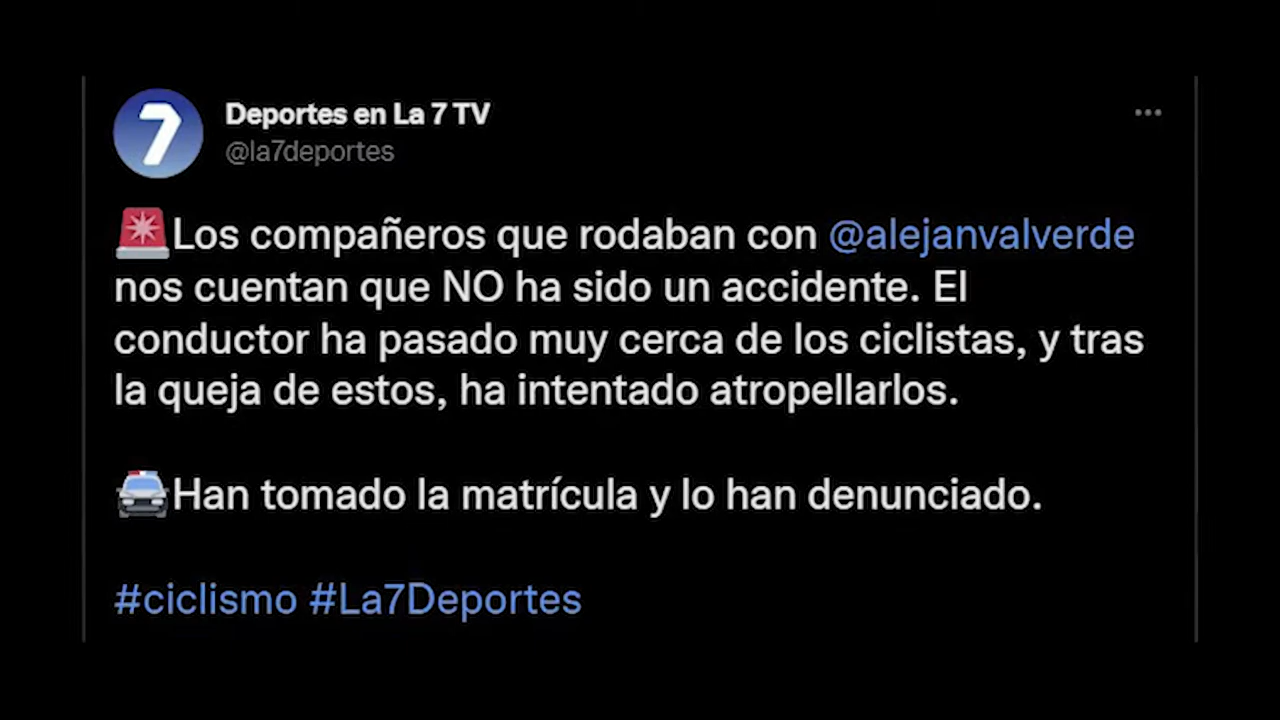 7
Deportes en La 7 TV
@la7deportes
🚨Los compañeros que rodaban con @alejanvalverde
nos cuentan que NO ha sido un accidente. El
conductor ha pasado muy cerca de los ciclistas, y tras
la queja de estos, ha intentado atropellarlos.
🚔Han tomado la matrícula y lo han denunciado.
#ciclismo #La7Deportes